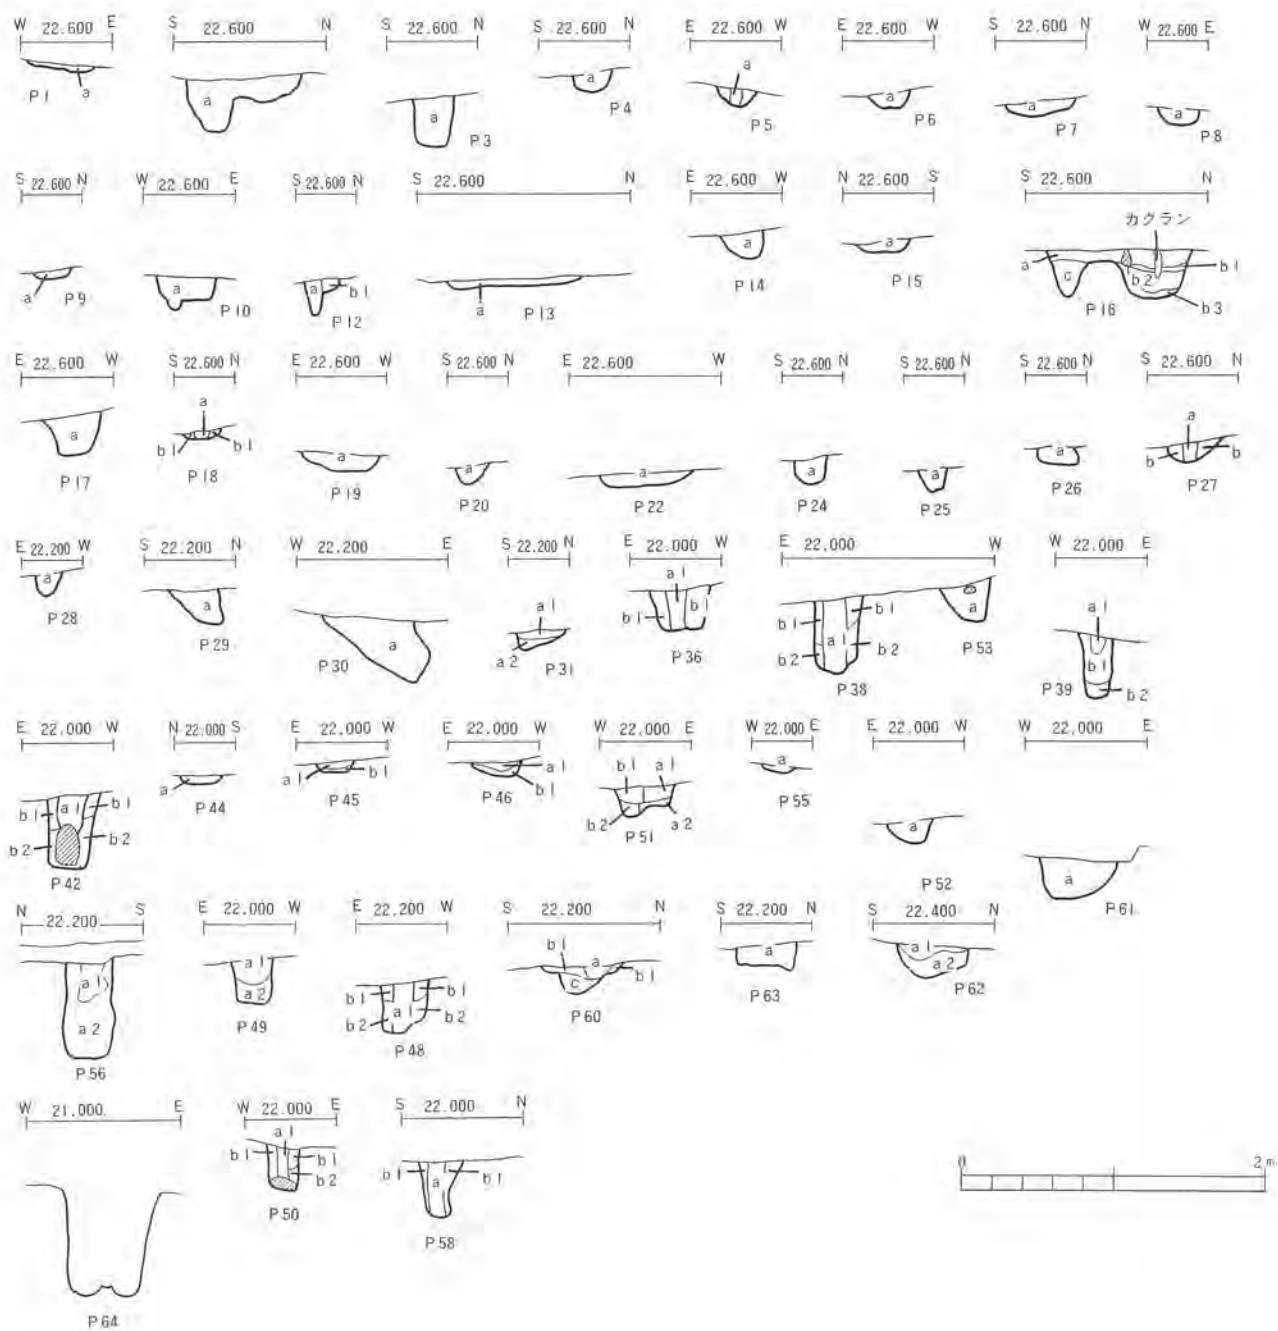 W 22.600 E
S 22.600 N
S 22.600 N
S 22.600 N
E 22.600 W
E 22.600 W
S 22.600 N
W 22.600 E
a
P1 a
a
a
P3
a
P4
P5
a
P6
a
P7
a
P8
S 22.600 N
W 22.600 E
S 22.600 N
S 22.600 N
E 22.600 W
N 22.600 S
S 22.600 N
カクラン
a P9
a
P10
a b1
P12
a P13
a
P14
a
P15
a c b2 b1
P16 b3
E 22.600 W
S 22.600 N
E 22.600 W
S 22.600 N
E 22.600 W
S 22.600 N
S 22.600 N
S 22.600 N
S 22.600 N
a
P17
a
b1 b1
P18
a
P19
a
P20
a
P22
a
P24
a
P25
a
P26
a
b b
P27
E 22.200 W
S 22.200 N
W 22.200 E
S 22.200 N
E 22.000 W
E 22.000 W
W 22.000 E
a
P28
a
P29
a
P30
a1
a2 P31
a1
b1 b1
P36
b1 b1
a1
b2 b2
P38
a
P53
a1
b1
P39 b2
E 22.000 W
N 22.000 S
E 22.000 W
E 22.000 W
W 22.000 E
W 22.000 E
E 22.000 W
W 22.000 E
b1 a1 b1
b2 b2
P42
a P44
a1 b1
P45
a1
P46 b1
b1 a1
b2 P51 a2
a
P55
a
P52
a
P61
N 22.200 S
E 22.000 W
E 22.200 W
S 22.200 N
S 22.200 N
S 22.400 N
a1
a2
P56
a1
a2
P49
b1 b1
b2 a1 b2
P48
b1 a
c b1
P60
a
P63
a1
a2
P62
W 21.000 E
W 22.000 E
S 22.000 N
P64
a1
b1 b1
b2
P50
b1 a b1
P58
0 2m